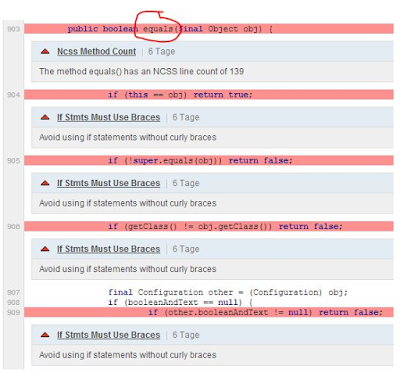 903 public boolean equals(final Object obj) {
Ncss Method Count | 6 Tage
The method equals() has an NCSS line count of 139
904 if (this == obj) return true;
If Stmts Must Use Braces | 6 Tage
Avoid using if statements without curly braces
905 if (!super.equals(obj)) return false;
If Stmts Must Use Braces | 6 Tage
Avoid using if statements without curly braces
906 if (getClass() != obj.getClass()) return false;
If Stmts Must Use Braces | 6 Tage
Avoid using if statements without curly braces
907 final Configuration other = (Configuration) obj;
908 if (booleanAndText == null) {
909 if (other.booleanAndText != null) return false;
If Stmts Must Use Braces | 6 Tage
Avoid using if statements without curly braces